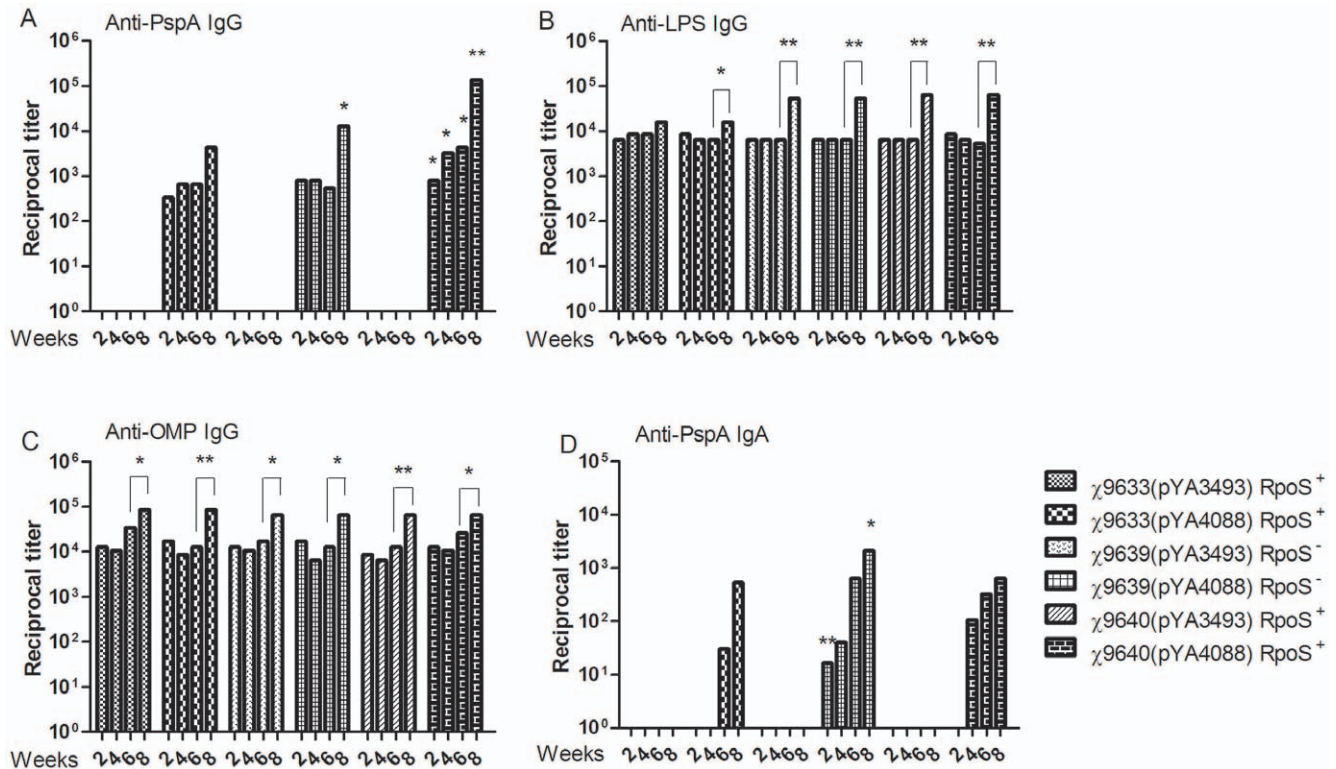 A
Anti-PspA IgG
Reciprocal titer
10⁶
10⁵
10⁴
10³
10²
10¹
10⁰
* * * * **
Weeks 2468 2468 2468 2468 2468 2468
B
Anti-LPS IgG
Reciprocal titer
10⁶
10⁵
10⁴
10³
10²
10¹
10⁰
* ** ** ** **
Weeks 2468 2468 2468 2468 2468 2468
C
Anti-OMP IgG
Reciprocal titer
10⁶
10⁵
10⁴
10³
10²
10¹
10⁰
* ** * * ** *
Weeks 2468 2468 2468 2468 2468 2468
D
Anti-PspA IgA
Reciprocal titer
10⁵
10⁴
10³
10²
10¹
10⁰
** *
Weeks 2468 2468 2468 2468 2468 2468
χ9633(pYA3493) RpoS⁺
χ9633(pYA4088) RpoS⁺
χ9639(pYA3493) RpoS⁻
χ9639(pYA4088) RpoS⁻
χ9640(pYA3493) RpoS⁺
χ9640(pYA4088) RpoS⁺